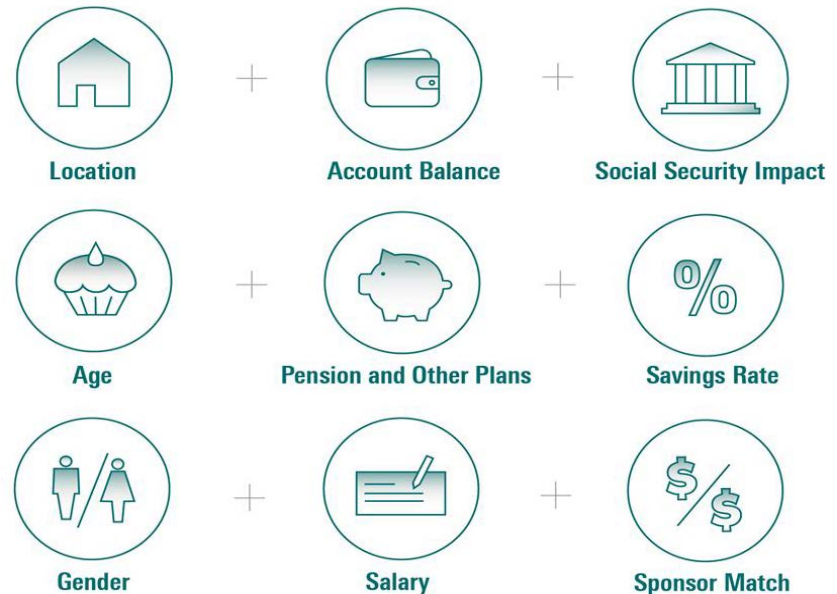 Location
Account Balance
Social Security Impact
Age
Pension and Other Plans
Savings Rate
Gender
Salary
Sponsor Match